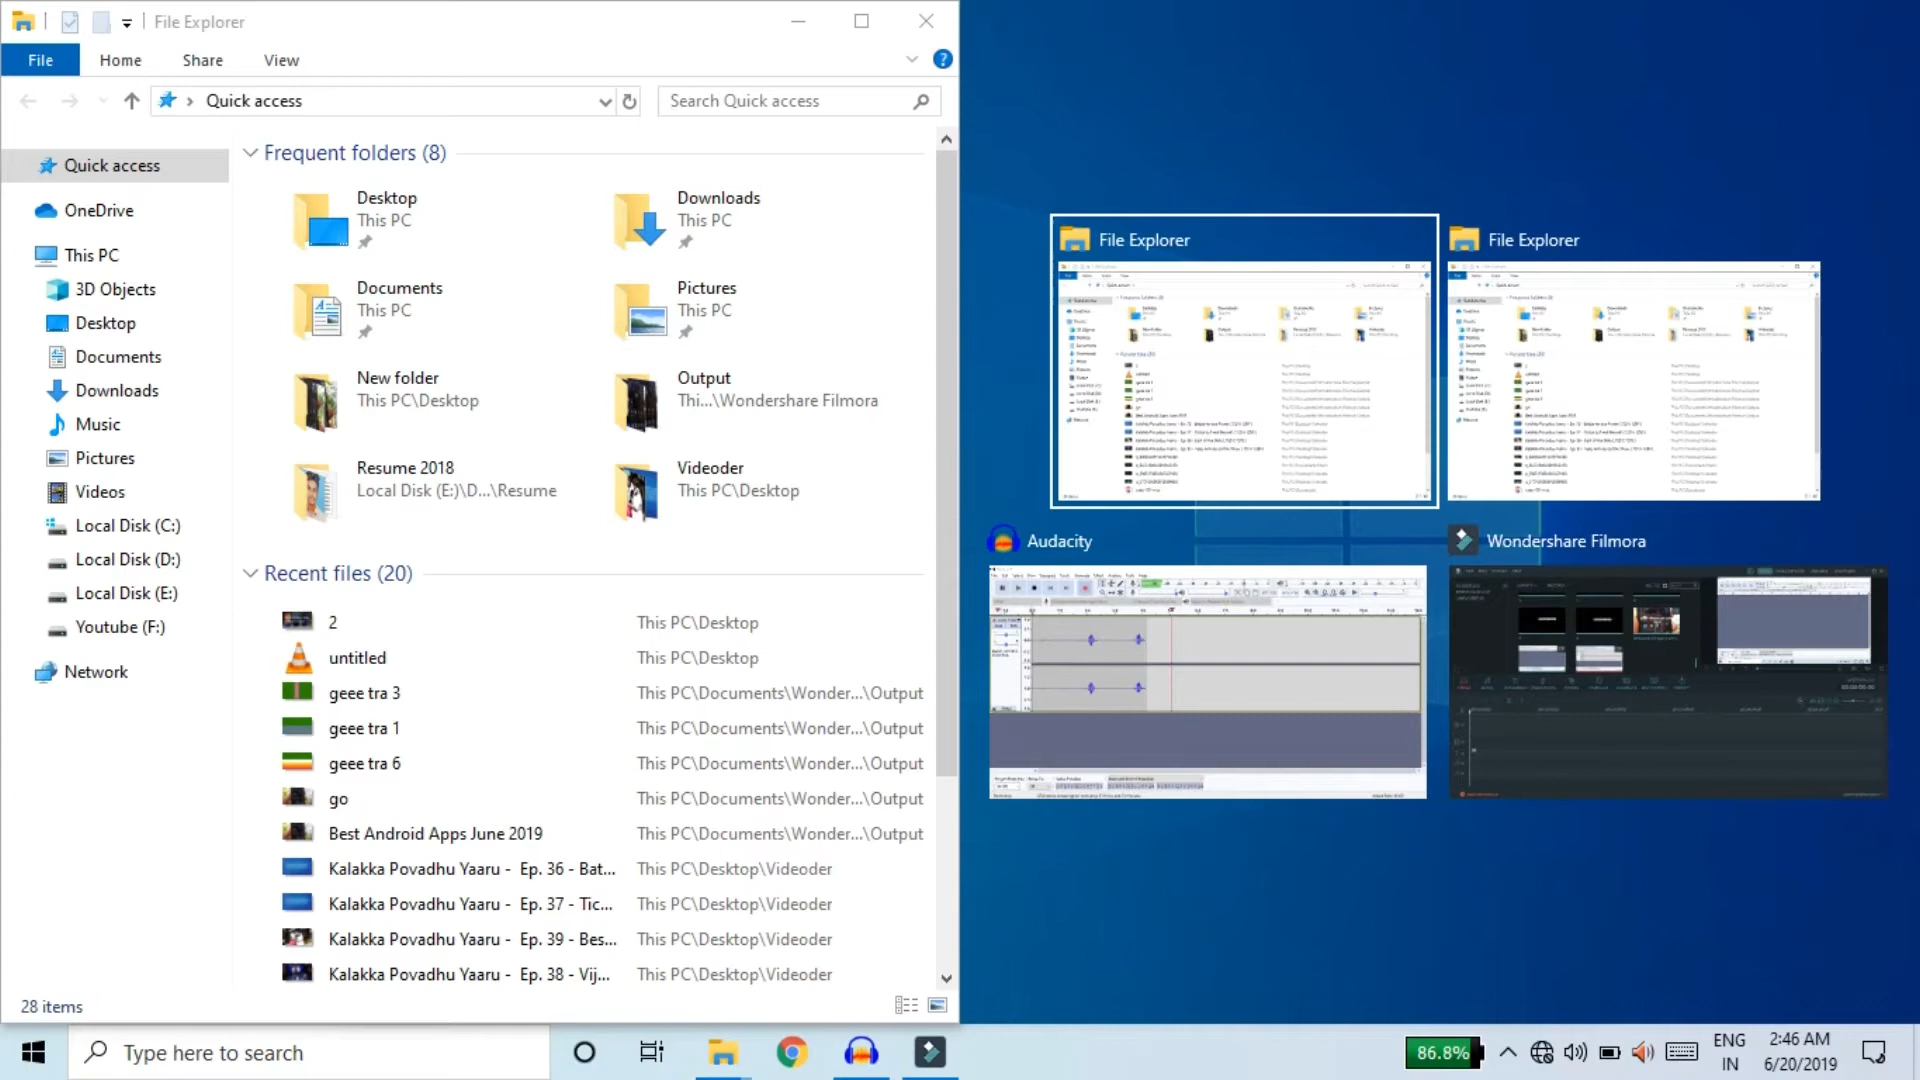 File Explorer
File Home Share View
Quick access
Search Quick access
Quick access
OneDrive
This PC
3D Objects
Desktop
Documents
Downloads
Music
Pictures
Videos
Local Disk (C:)
Local Disk (D:)
Local Disk (E:)
Youtube (F:)
Network
Frequent folders (8)
Desktop
This PC
Downloads
This PC
Documents
This PC
Pictures
This PC
New folder
This PC\Desktop
Output
Thi...\Wondershare Filmora
Resume 2018
Local Disk (E:)\D...\Resume
Videoder
This PC\Desktop
Recent files (20)
2 This PC\Desktop
untitled This PC\Desktop
geee tra 3 This PC\Documents\Wonder...\Output
geee tra 1 This PC\Documents\Wonder...\Output
geee tra 6 This PC\Documents\Wonder...\Output
go This PC\Documents\Wonder...\Output
Best Android Apps June 2019 This PC\Documents\Wonder...\Output
Kalakka Povadhu Yaaru - Ep. 36 - Bat... This PC\Desktop\Videoder
Kalakka Povadhu Yaaru - Ep. 37 - Tic... This PC\Desktop\Videoder
Kalakka Povadhu Yaaru - Ep. 39 - Bes... This PC\Desktop\Videoder
Kalakka Povadhu Yaaru - Ep. 38 - Vij... This PC\Desktop\Videoder
28 items
File Explorer
File Explorer
Audacity
Wondershare Filmora
Type here to search
86.8%
ENG
IN
2:46 AM
6/20/2019